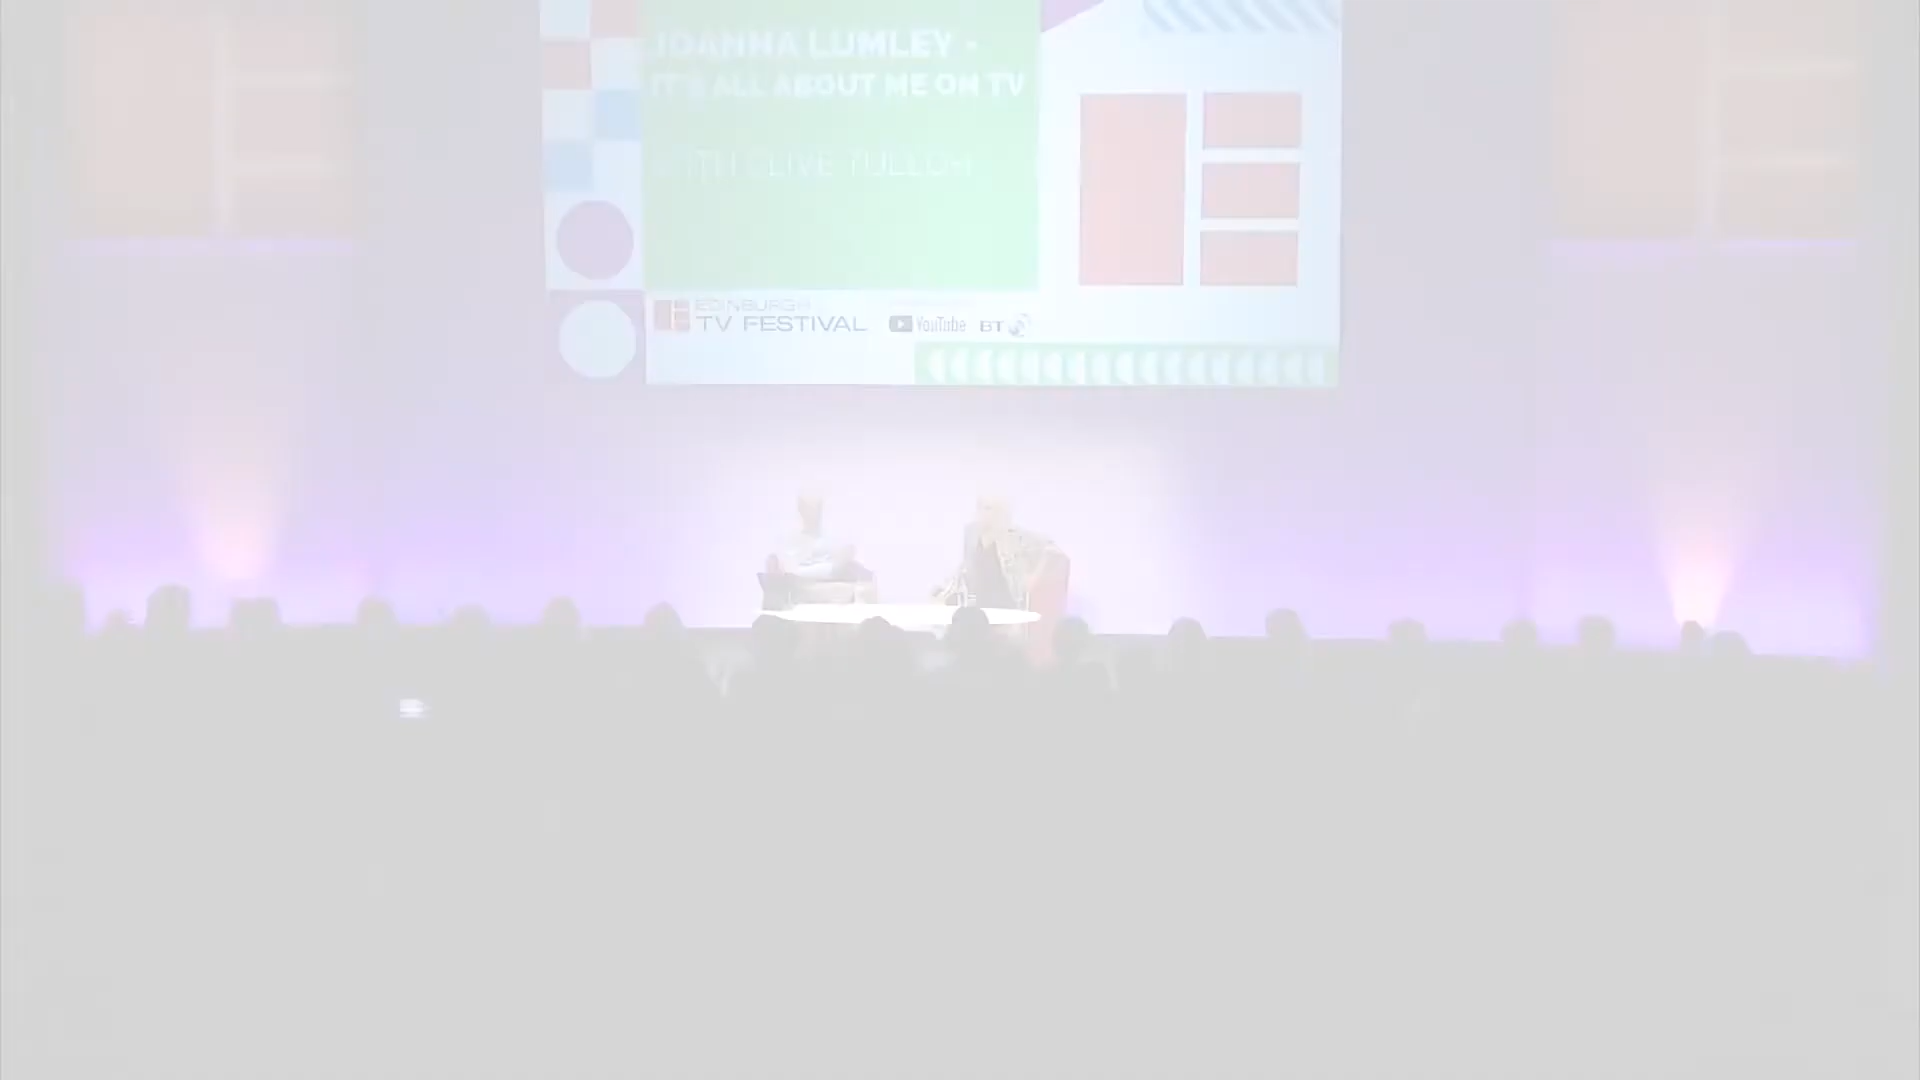 JOANNA LUMLEY -
IT'S ALL ABOUT ME ON TV
WITH CLIVE TULLOH
EDINBURGH
TV FESTIVAL
YouTube BT